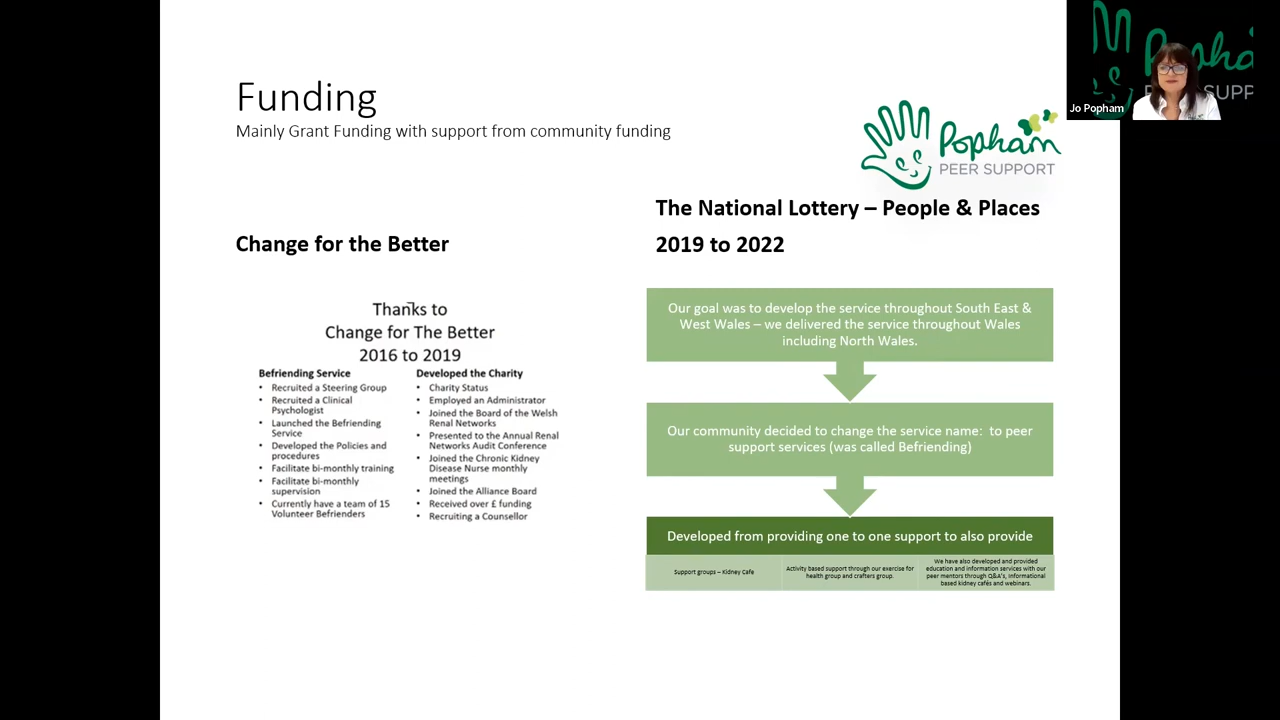 Funding
Mainly Grant Funding with support from community funding
Popham
PEER SUPPORT
Jo Popham
Change for the Better
Thanks to
Change for The Better
2016 to 2019
Befriending Service
• Recruited a Steering Group
• Recruited a Clinical
Psychologist
• Launched the Befriending
Service
• Developed the Policies and
procedures
• Facilitate bi-monthly training
• Facilitate bi-monthly
supervision
• Currently have a team of 15
Volunteer Befrienders
Developed the Charity
• Charity Status
• Employed an Administrator
• Joined the Board of the Welsh
Renal Networks
• Presented to the Annual Renal
Networks Audit Conference
• Joined the Chronic Kidney
Disease Nurse monthly
meetings
• Joined the Alliance Board
• Received over £ funding
• Recruiting a Counsellor
The National Lottery – People & Places
2019 to 2022
Our goal was to develop the service throughout South East &
West Wales – we delivered the service throughout Wales
including North Wales.
Our community decided to change the service name:  to peer
support services (was called Befriending)
Developed from providing one to one support to also provide
Support groups – Kidney Cafe
Activity based support through our exercise for
health group and crafters group.
We have also developed and provided
education and information services with our
peer mentors through Q&A's, Informational
based kidney cafés and webinars.